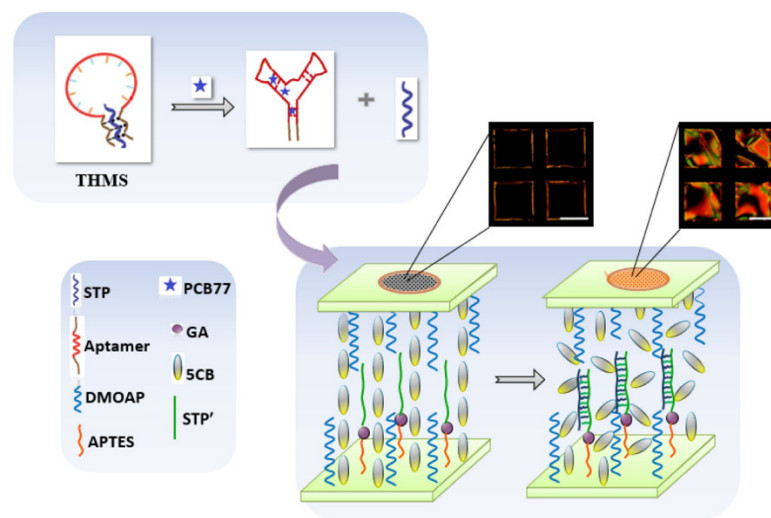 THMS
+
STP
PCB77
Aptamer
GA
DMOAP
5CB
APTES
STP'